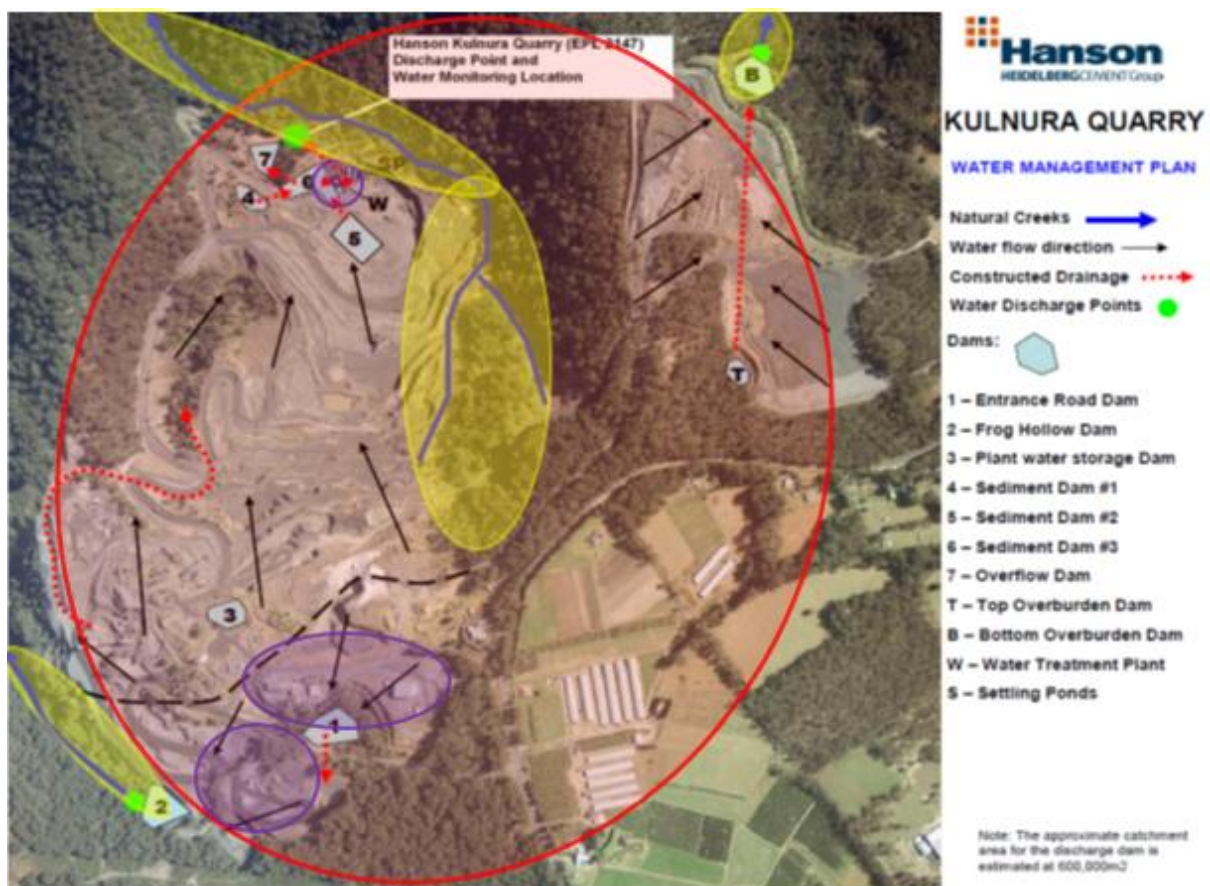 Hanson Kulnura Quarry (EPL 2147)
Discharge Point and
Water Monitoring Location
Hanson
HEIDELBERGCEMENT Group
KULNURA QUARRY
WATER MANAGEMENT PLAN
Natural Creeks
Water flow direction
Constructed Drainage
Water Discharge Points
Dams:
1 – Entrance Road Dam
2 – Frog Hollow Dam
3 – Plant water storage Dam
4 – Sediment Dam #1
5 – Sediment Dam #2
6 – Sediment Dam #3
7 – Overflow Dam
T – Top Overburden Dam
B – Bottom Overburden Dam
W – Water Treatment Plant
S – Settling Ponds
Note: The approximate catchment
area for the discharge dam is
estimated at 600,000m2
B
7
SP
6
4
W
5
T
3
1
2